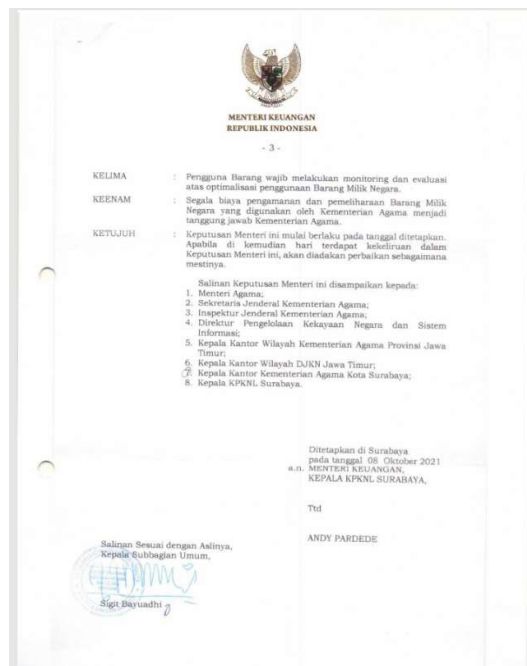 MENTERI KEUANGAN
REPUBLIK INDONESIA
- 3 -
KELIMA : Pengguna Barang wajib melakukan monitoring dan evaluasi
atas optimalisasi penggunaan Barang Milik Negara.
KEENAM : Segala biaya pengamanan dan pemeliharaan Barang Milik
Negara yang digunakan oleh Kementerian Agama menjadi
tanggung jawab Kementerian Agama.
KETUJUH : Keputusan Menteri ini mulai berlaku pada tanggal ditetapkan.
Apabila di kemudian hari terdapat kekeliruan dalam
Keputusan Menteri ini, akan diadakan perbaikan sebagaimana
mestinya.
Salinan Keputusan Menteri ini disampaikan kepada:
1. Menteri Agama;
2. Sekretaris Jenderal Kementerian Agama;
3. Inspektur Jenderal Kementerian Agama;
4. Direktur Pengelolaan Kekayaan Negara dan Sistem
Informasi;
5. Kepala Kantor Wilayah Kementerian Agama Provinsi Jawa
Timur;
6. Kepala Kantor Wilayah DJKN Jawa Timur;
7. Kepala Kantor Kementerian Agama Kota Surabaya;
8. Kepala KPKNL Surabaya.
Ditetapkan di Surabaya
pada tanggal 08 Oktober 2021
a.n. MENTERI KEUANGAN,
KEPALA KPKNL SURABAYA,
Ttd
ANDY PARDEDE
Salinan Sesuai dengan Aslinya,
Kepala Subbagian Umum,
Sigit Bayuadhi